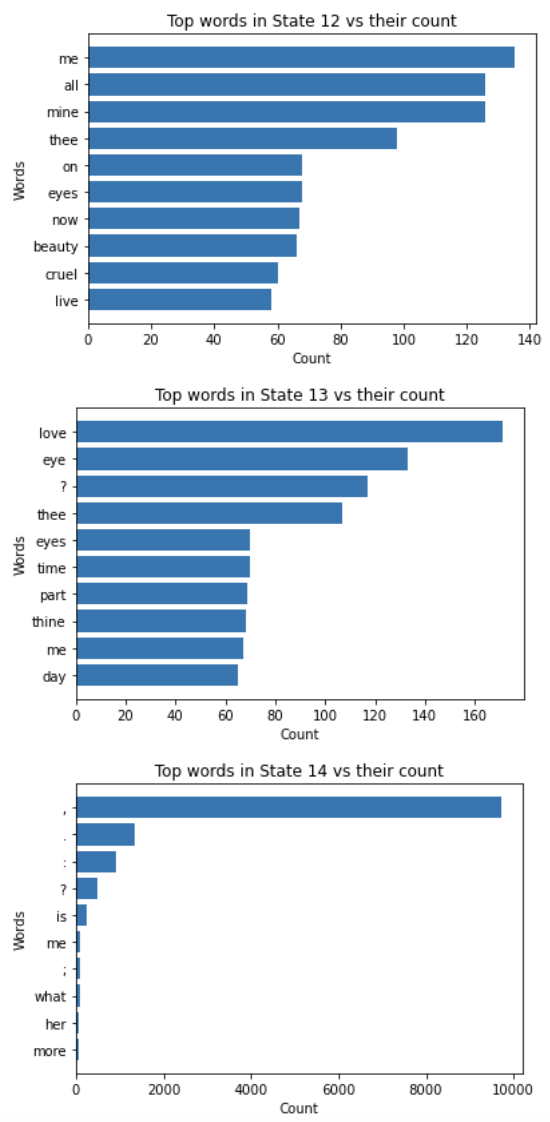 Top words in State 12 vs their count
me
all
mine
thee
on
eyes
now
beauty
cruel
live
Words
0 20 40 60 80 100 120 140
Count
Top words in State 13 vs their count
love
eye
?
thee
eyes
time
part
thine
me
day
Words
0 20 40 60 80 100 120 140 160
Count
Top words in State 14 vs their count
,
.
:
?
is
me
;
what
her
more
Words
0 2000 4000 6000 8000 10000
Count